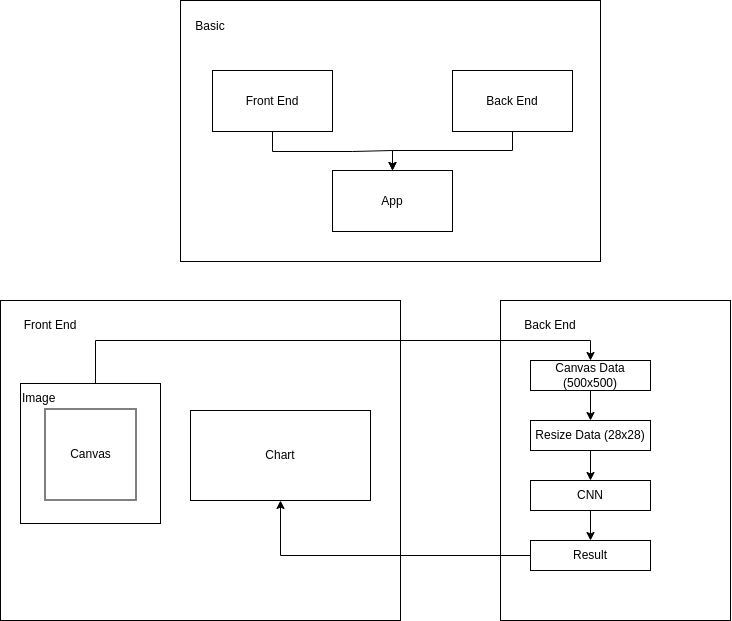 Basic
Front End
Back End
App
Front End
Back End
Canvas Data
(500x500)
Image
Resize Data (28x28)
Canvas
Chart
CNN
Result